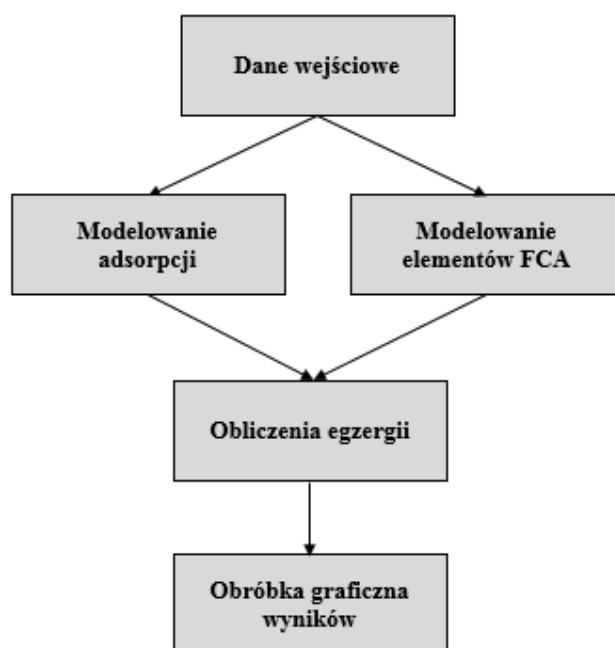 Dane wejściowe
Modelowanie
adsorpcji
Modelowanie
elementów FCA
Obliczenia egzergii
Obróbka graficzna
wyników